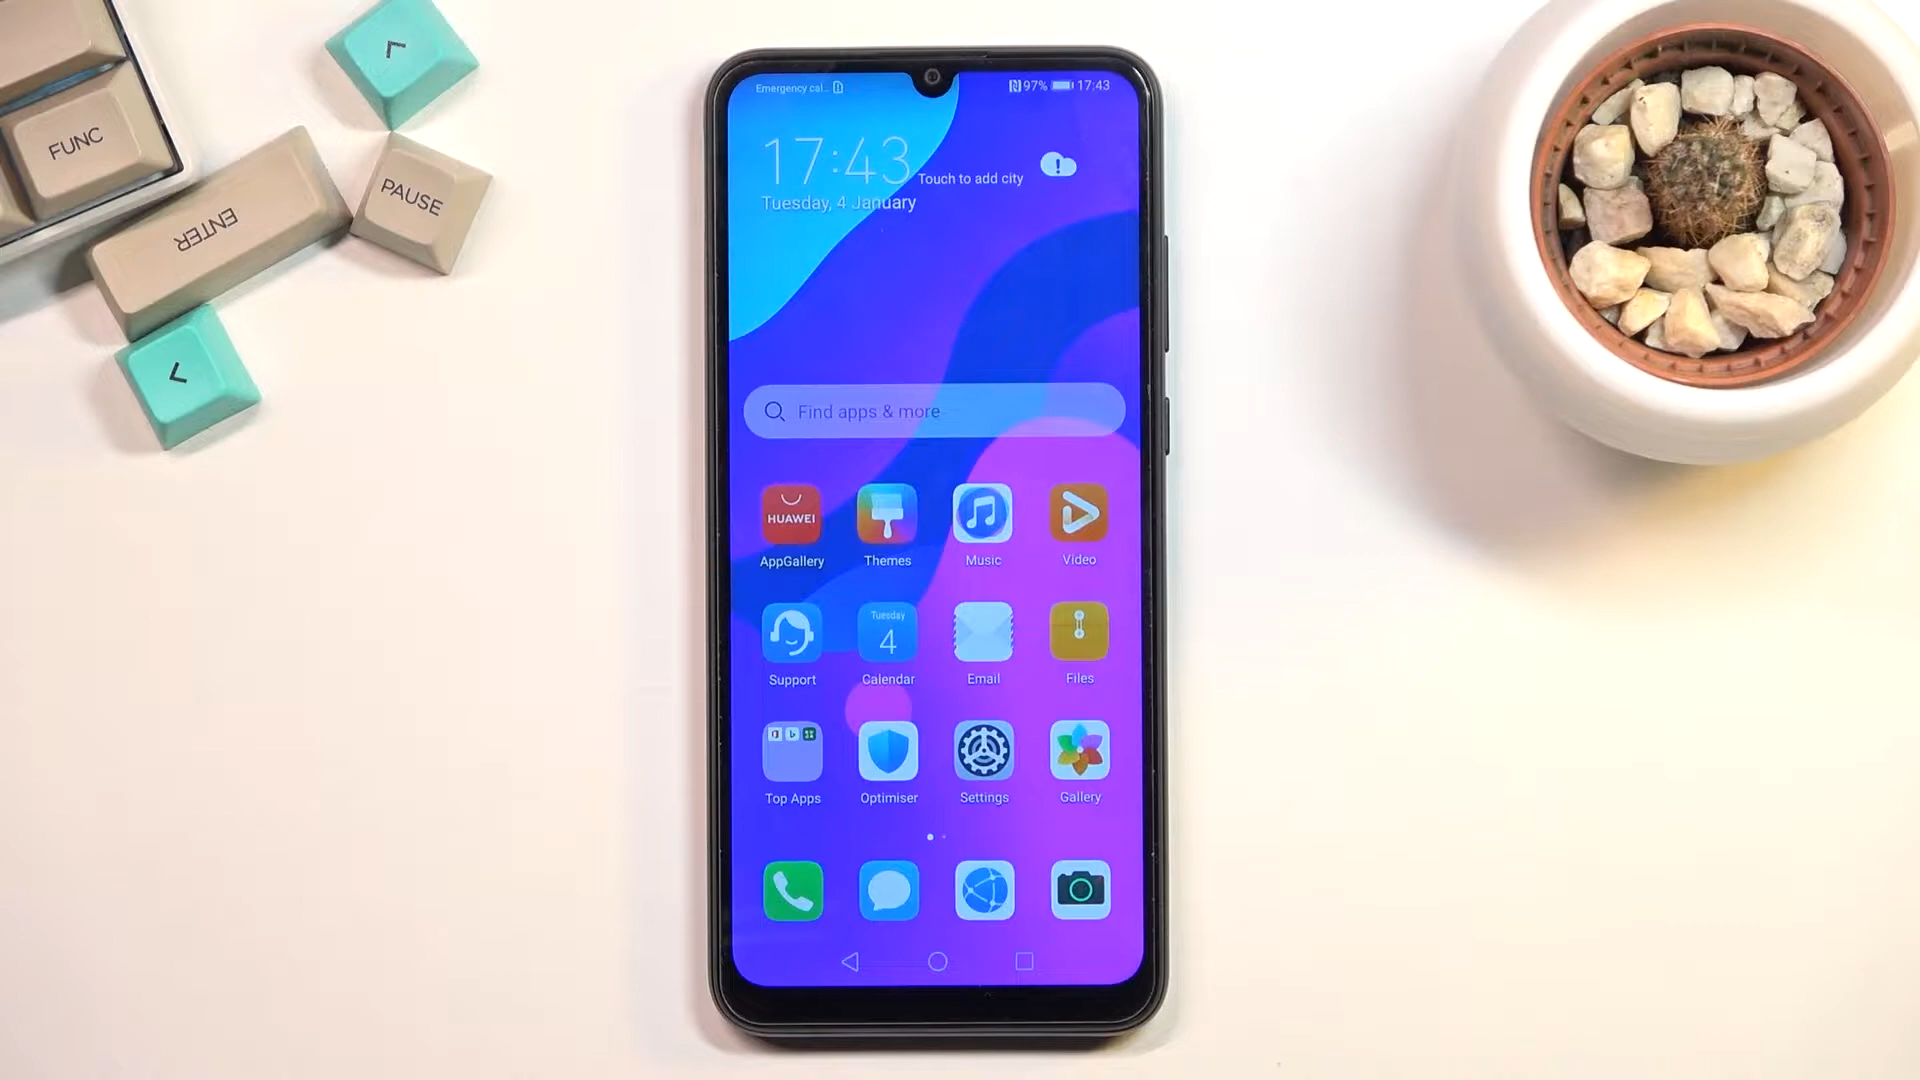 FUNC
ENTER
PAUSE
<
<
Emergency cal...
97% 17:43
17:43
Touch to add city
Tuesday, 4 January
Find apps & more
HUAWEI
AppGallery
Themes
Music
Video
Tuesday
4
Support
Calendar
Email
Files
Top Apps
Optimiser
Settings
Gallery